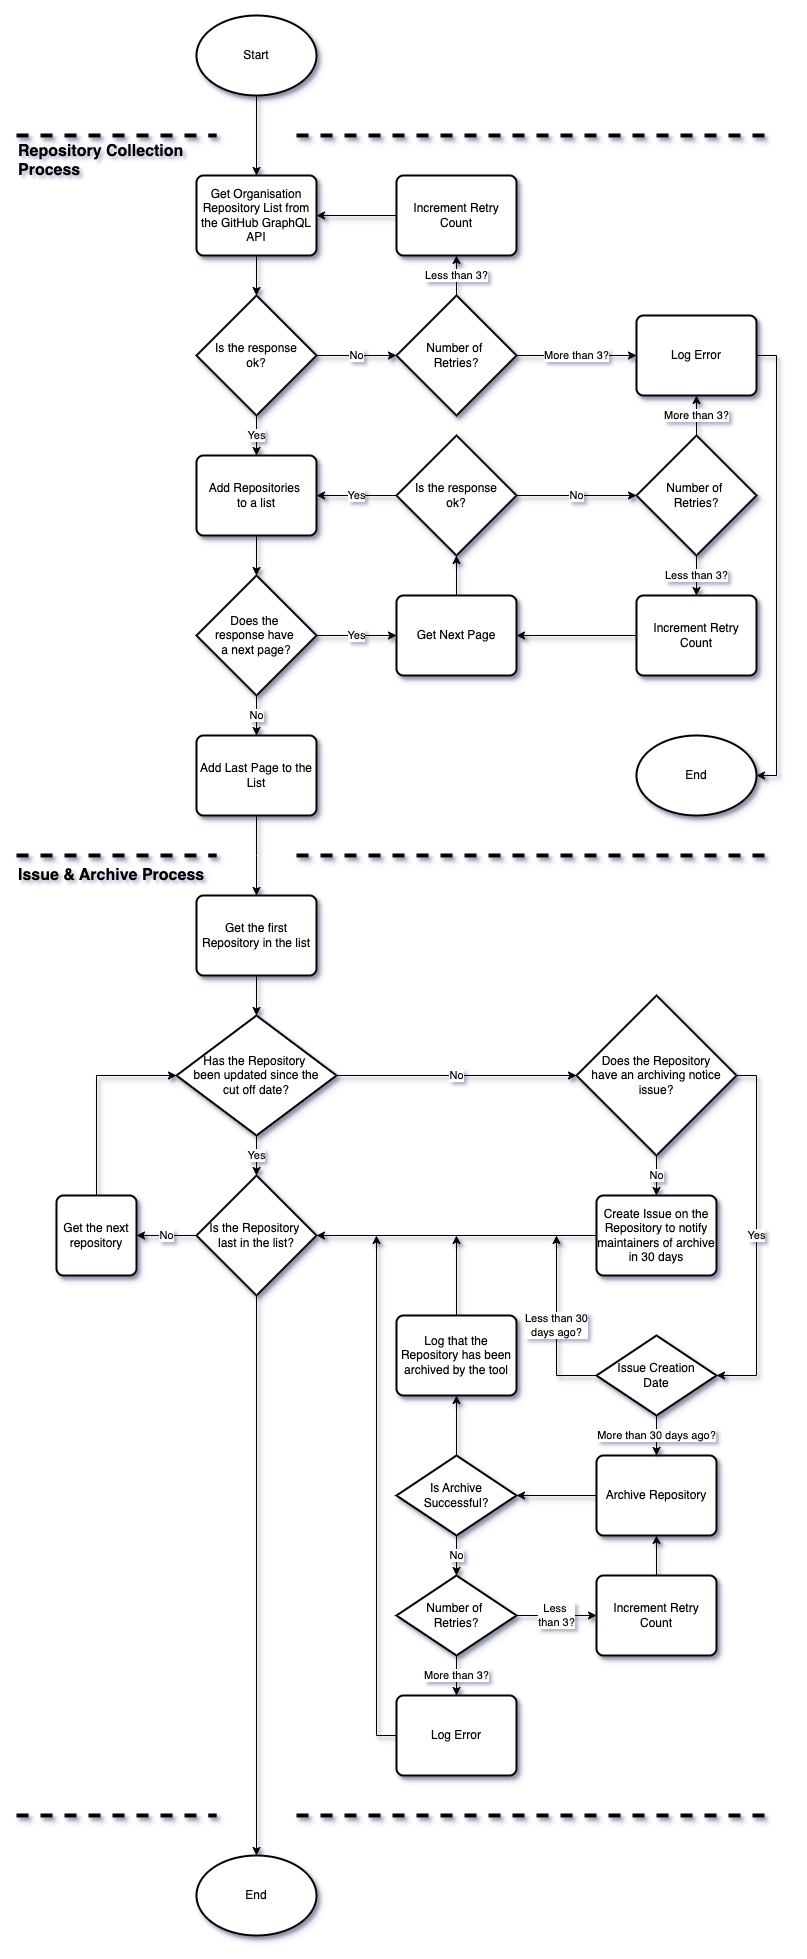 Start
Repository Collection
Process
Get Organisation
Repository List from
the GitHub GraphQL
API
Increment Retry
Count
Less than 3?
Is the response
ok?
No
Number of
Retries?
More than 3?
Log Error
More than 3?
Yes
Add Repositories
to a list
Yes
Is the response
ok?
No
Number of
Retries?
Less than 3?
Does the
response have
a next page?
Yes
Get Next Page
Increment Retry
Count
No
Add Last Page to the
List
End
Issue & Archive Process
Get the first
Repository in the list
Has the Repository
been updated since the
cut off date?
No
Does the Repository
have an archiving notice
issue?
Yes
No
Get the next
repository
No
Is the Repository
last in the list?
Create Issue on the
Repository to notify
maintainers of archive
in 30 days
Yes
Less than 30
days ago?
Log that the
Repository has been
archived by the tool
Issue Creation
Date
More than 30 days ago?
Is Archive
Successful?
Archive Repository
No
Number of
Retries?
Less
than 3?
Increment Retry
Count
More than 3?
Log Error
End